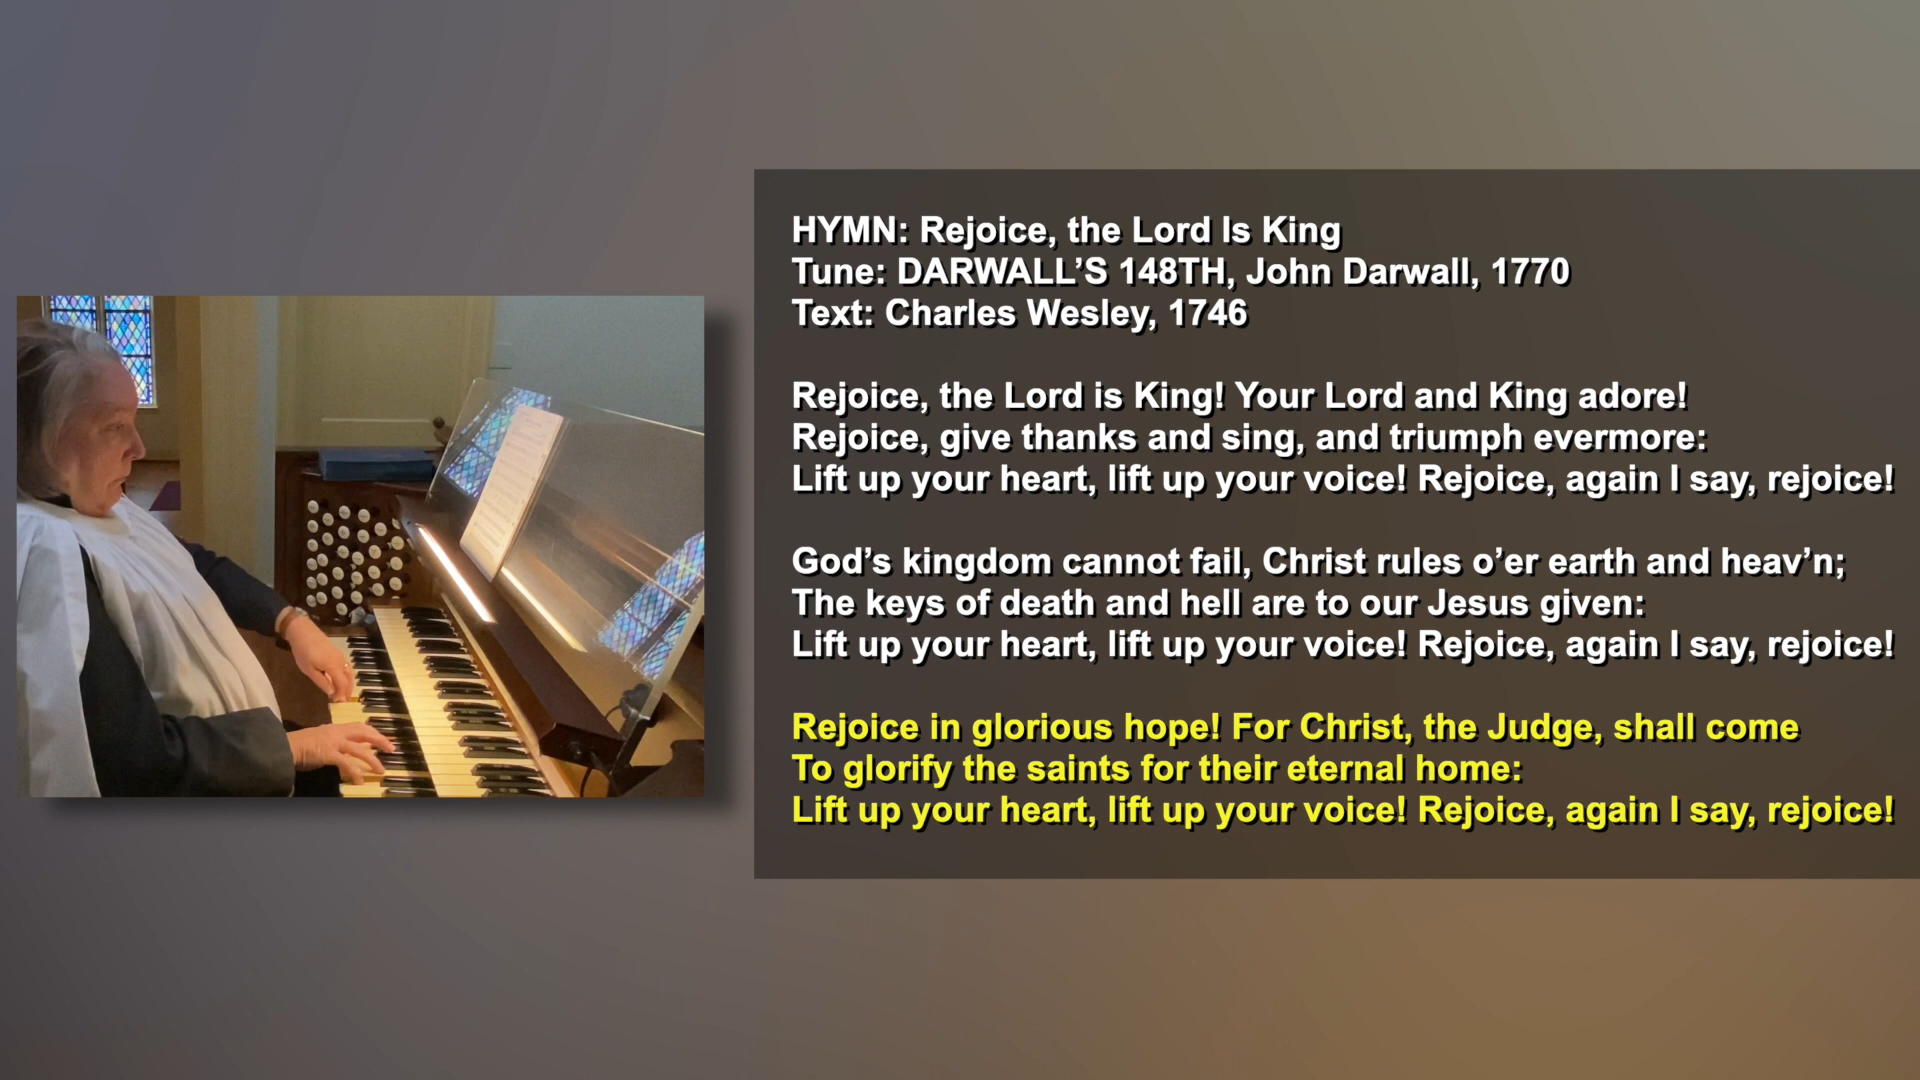 HYMN: Rejoice, the Lord Is King
Tune: DARWALL’S 148TH, John Darwall, 1770
Text: Charles Wesley, 1746
Rejoice, the Lord is King! Your Lord and King adore!
Rejoice, give thanks and sing, and triumph evermore:
Lift up your heart, lift up your voice! Rejoice, again I say, rejoice!
God’s kingdom cannot fail, Christ rules o’er earth and heav’n;
The keys of death and hell are to our Jesus given:
Lift up your heart, lift up your voice! Rejoice, again I say, rejoice!
Rejoice in glorious hope! For Christ, the Judge, shall come
To glorify the saints for their eternal home:
Lift up your heart, lift up your voice! Rejoice, again I say, rejoice!